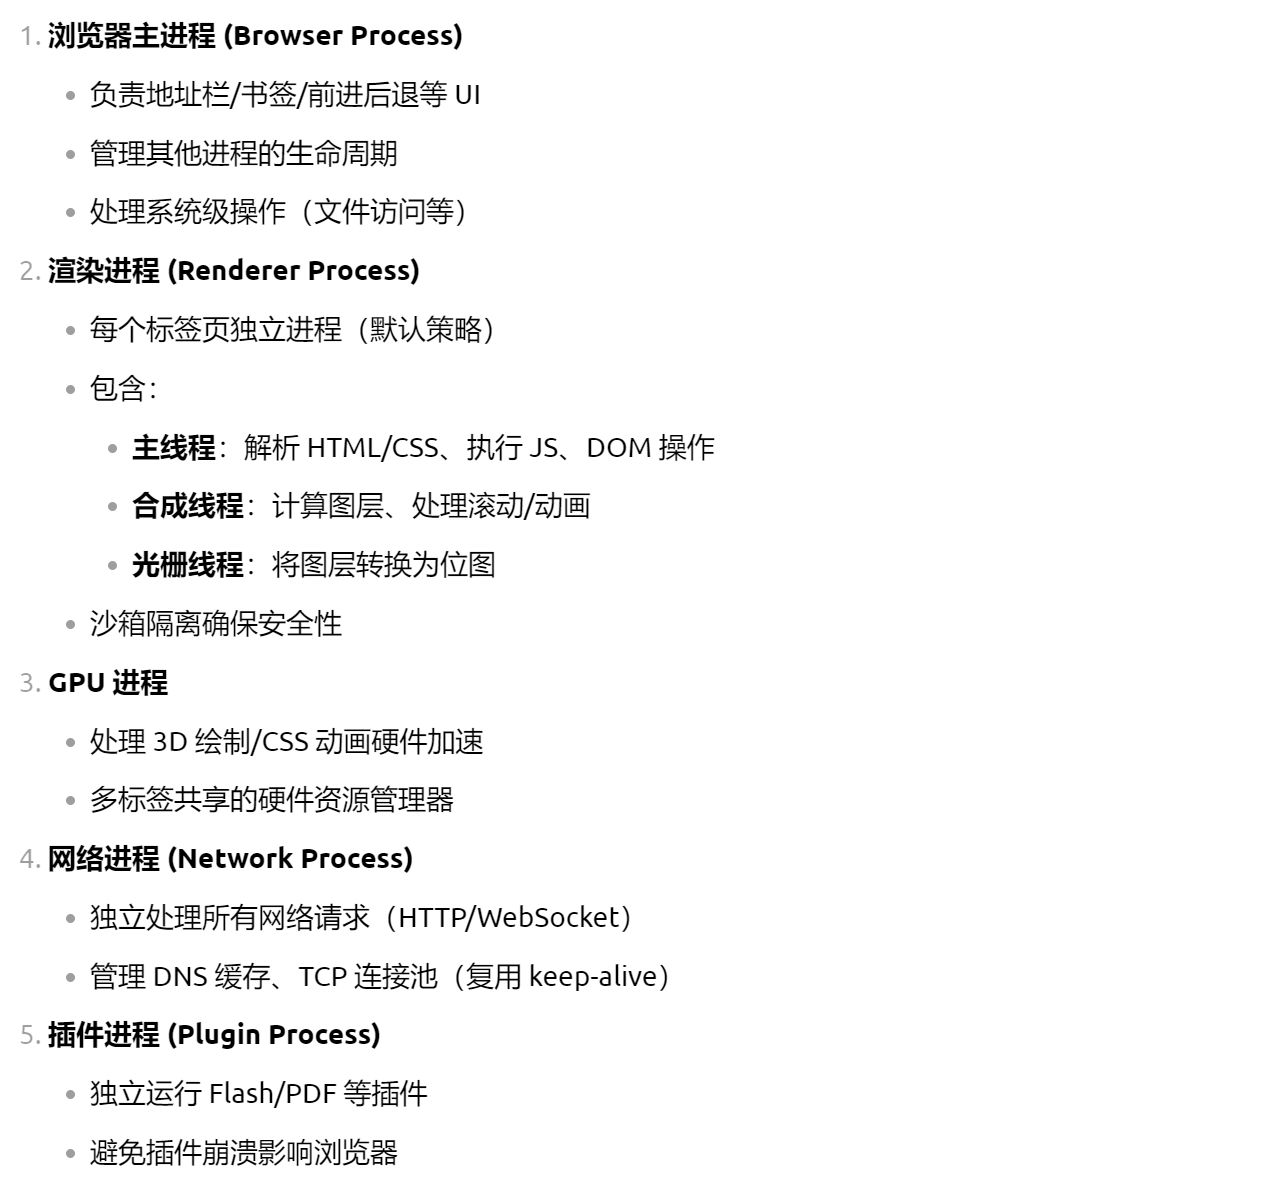 1. 浏览器主进程 (Browser Process)
负责地址栏/书签/前进后退等 UI
管理其他进程的生命周期
处理系统级操作（文件访问等）
2. 渲染进程 (Renderer Process)
每个标签页独立进程（默认策略）
包含：
主线程：解析 HTML/CSS、执行 JS、DOM 操作
合成线程：计算图层、处理滚动/动画
光栅线程：将图层转换为位图
沙箱隔离确保安全性
3. GPU 进程
处理 3D 绘制/CSS 动画硬件加速
多标签共享的硬件资源管理器
4. 网络进程 (Network Process)
独立处理所有网络请求（HTTP/WebSocket）
管理 DNS 缓存、TCP 连接池（复用 keep-alive）
5. 插件进程 (Plugin Process)
独立运行 Flash/PDF 等插件
避免插件崩溃影响浏览器